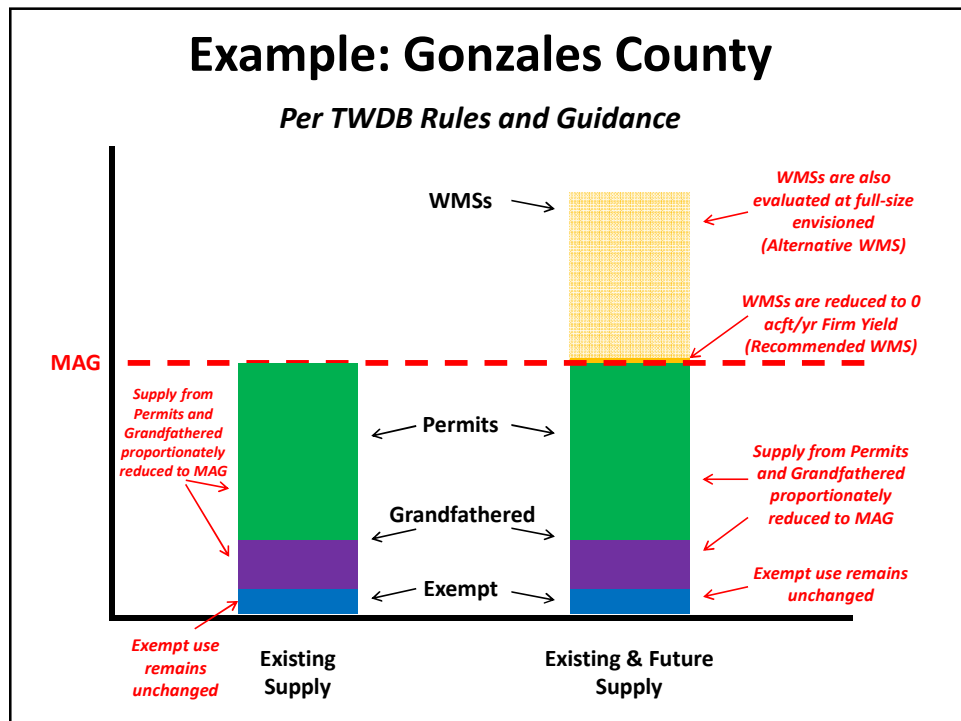 Example: Gonzales County
Per TWDB Rules and Guidance
WMSs
WMSs are also
evaluated at full-size
envisioned
(Alternative WMS)
WMSs are reduced to 0
acft/yr Firm Yield
(Recommended WMS)
MAG
Supply from
Permits and
Grandfathered
proportionately
reduced to MAG
Permits
Supply from Permits
and Grandfathered
proportionately
reduced to MAG
Grandfathered
Exempt
Exempt use remains
unchanged
Exempt use
remains
unchanged
Existing
Supply
Existing & Future
Supply